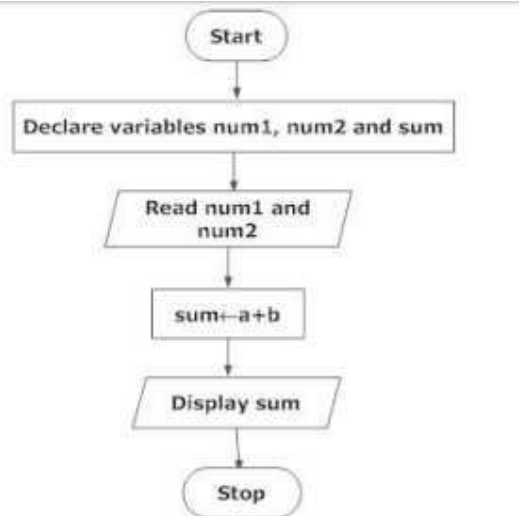 Start
Declare variables num1, num2 and sum
Read num1 and
num2
sum←a+b
Display sum
Stop